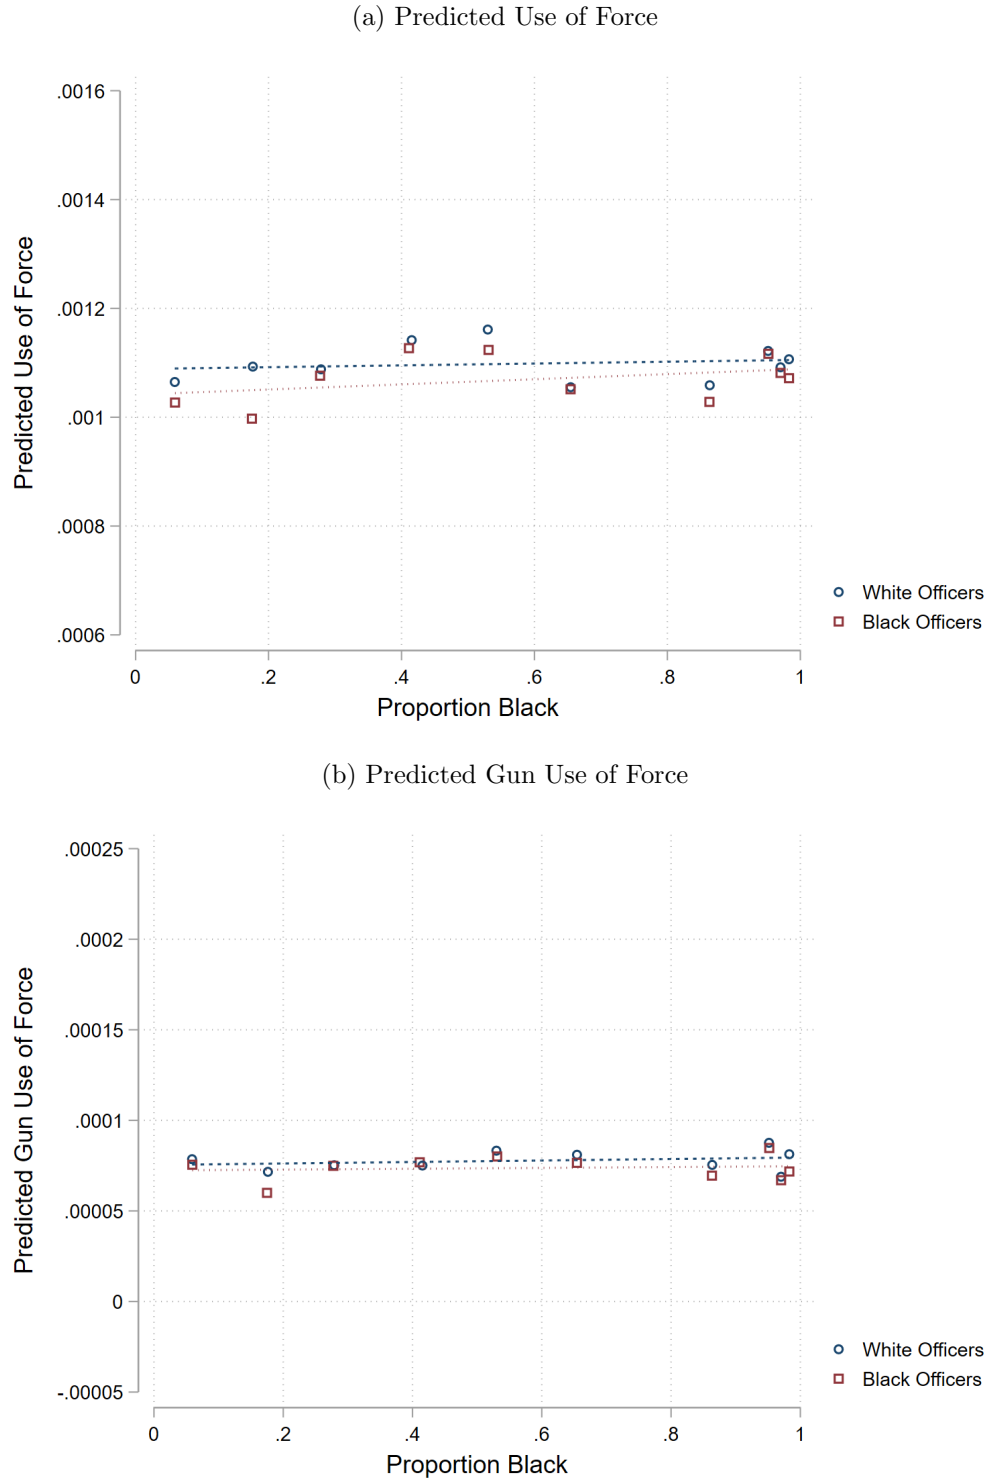 (a) Predicted Use of Force
.0016
.0014
.0012
.001
.0008
.0006
Predicted Use of Force
0 .2 .4 .6 .8 1
Proportion Black
White Officers
Black Officers
(b) Predicted Gun Use of Force
.00025
.0002
.00015
.0001
.00005
0
-.00005
Predicted Gun Use of Force
0 .2 .4 .6 .8 1
Proportion Black
White Officers
Black Officers